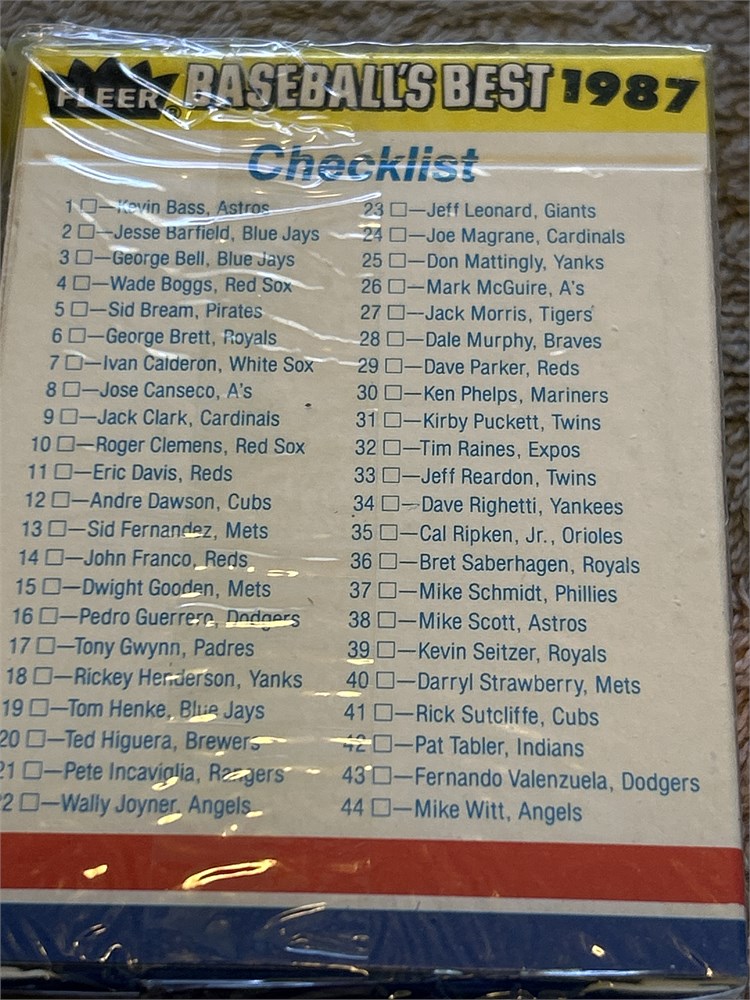 FLEER® BASEBALL'S BEST 1987
Checklist
1 □—Kevin Bass, Astros
2 □—Jesse Barfield, Blue Jays
3 □—George Bell, Blue Jays
4 □—Wade Boggs, Red Sox
5 □—Sid Bream, Pirates
6 □—George Brett, Royals
7 □—Ivan Calderon, White Sox
8 □—Jose Canseco, A's
9 □—Jack Clark, Cardinals
10 □—Roger Clemens, Red Sox
11 □—Eric Davis, Reds
12 □—Andre Dawson, Cubs
13 □—Sid Fernandez, Mets
14 □—John Franco, Reds
15 □—Dwight Gooden, Mets
16 □—Pedro Guerrero, Dodgers
17 □—Tony Gwynn, Padres
18 □—Rickey Henderson, Yanks
19 □—Tom Henke, Blue Jays
20 □—Ted Higuera, Brewers
21 □—Pete Incaviglia, Rangers
22 □—Wally Joyner, Angels
23 □—Jeff Leonard, Giants
24 □—Joe Magrane, Cardinals
25 □—Don Mattingly, Yanks
26 □—Mark McGuire, A's
27 □—Jack Morris, Tigers
28 □—Dale Murphy, Braves
29 □—Dave Parker, Reds
30 □—Ken Phelps, Mariners
31 □—Kirby Puckett, Twins
32 □—Tim Raines, Expos
33 □—Jeff Reardon, Twins
34 □—Dave Righetti, Yankees
35 □—Cal Ripken, Jr., Orioles
36 □—Bret Saberhagen, Royals
37 □—Mike Schmidt, Phillies
38 □—Mike Scott, Astros
39 □—Kevin Seitzer, Royals
40 □—Darryl Strawberry, Mets
41 □—Rick Sutcliffe, Cubs
42 □—Pat Tabler, Indians
43 □—Fernando Valenzuela, Dodgers
44 □—Mike Witt, Angels